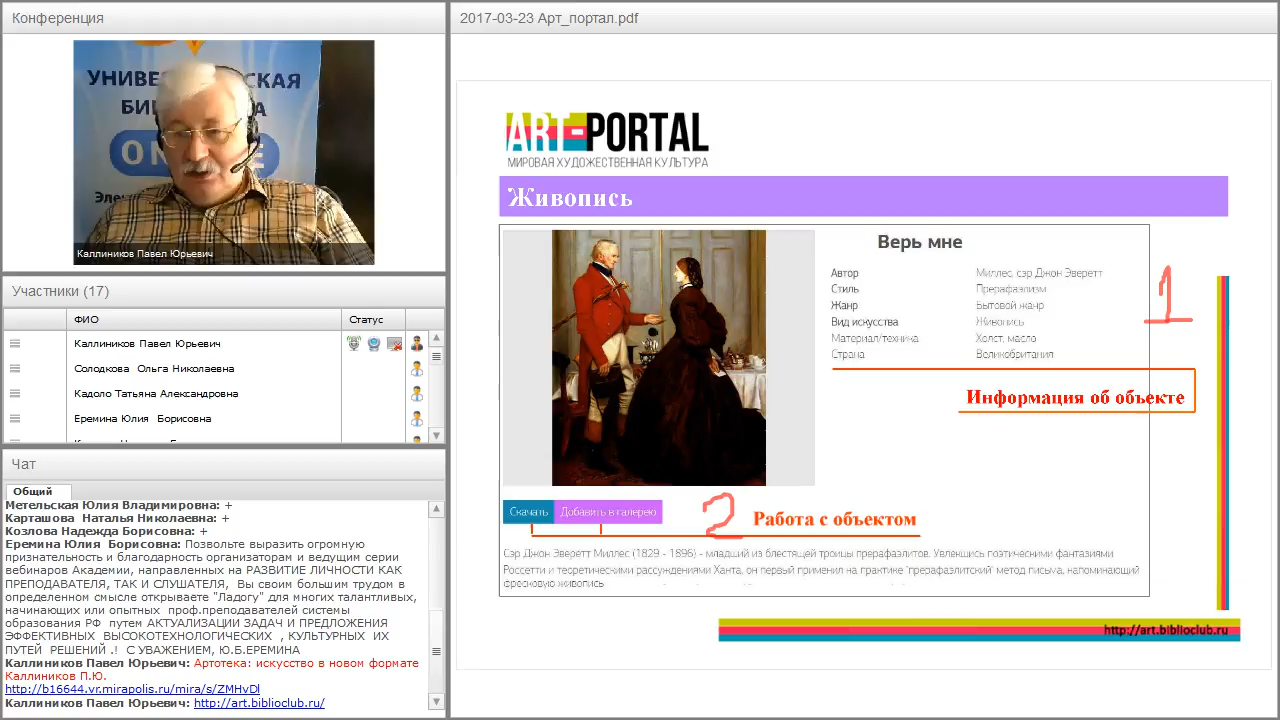 Конференция
УНИВЕ СКАЯ
БИ А
ON E
Эле
Каллиников Павел Юрьевич
Участники (17)
ФИО Статус
Каллиников Павел Юрьевич
Солодкова Ольга Николаевна
Кадоло Татьяна Александровна
Еремина Юлия Борисовна
Чат
Общий
Метельская Юлия Владимировна: +
Карташова Наталья Николаевна: +
Козлова Надежда Борисовна: +
Еремина Юлия Борисовна: Позвольте выразить огромную
признательность и благодарность организаторам и ведущим серии
вебинаров Академии, направленных на РАЗВИТИЕ ЛИЧНОСТИ КАК
ПРЕПОДАВАТЕЛЯ, ТАК И СЛУШАТЕЛЯ, Вы своим большим трудом в
определенном смысле открываете "Ладогу" для многих талантливых,
начинающих или опытных проф.преподавателей системы
образования РФ путем АКТУАЛИЗАЦИИ ЗАДАЧ И ПРЕДЛОЖЕНИЯ
ЭФФЕКТИВНЫХ ВЫСОКОТЕХНОЛОГИЧЕСКИХ , КУЛЬТУРНЫХ ИХ
ПУТЕЙ РЕШЕНИЙ .! С УВАЖЕНИЕМ, Ю.Б.ЕРЕМИНА
Каллиников Павел Юрьевич: Артотека: искусство в новом формате
Каллиников П.Ю.
http://b16644.vr.mirapolis.ru/mira/s/ZMHvDl
Каллиников Павел Юрьевич: http://art.biblioclub.ru/
2017-03-23 Арт_портал.pdf
ART-PORTAL
МИРОВАЯ ХУДОЖЕСТВЕННАЯ КУЛЬТУРА
Живопись
Верь мне
Автор Миллес, сэр Джон Эверетт
Стиль Прерафаэлизм
Жанр Бытовой жанр
Вид искусства Живопись
Материал/техника Холст, масло
Страна Великобритания
1
Информация об объекте
Скачать Добавить в галерею
2 Работа с объектом
Сэр Джон Эверетт Миллес (1829 - 1896) - младший из блестящей троицы прерафаэлитов. Увлекшись поэтическими фантазиями
Россетти и теоретическими рассуждениями Ханта, он первый применил на практике "прерафаэлитский" метод письма, напоминающий
фресковую живопись
http://art.biblioclub.ru